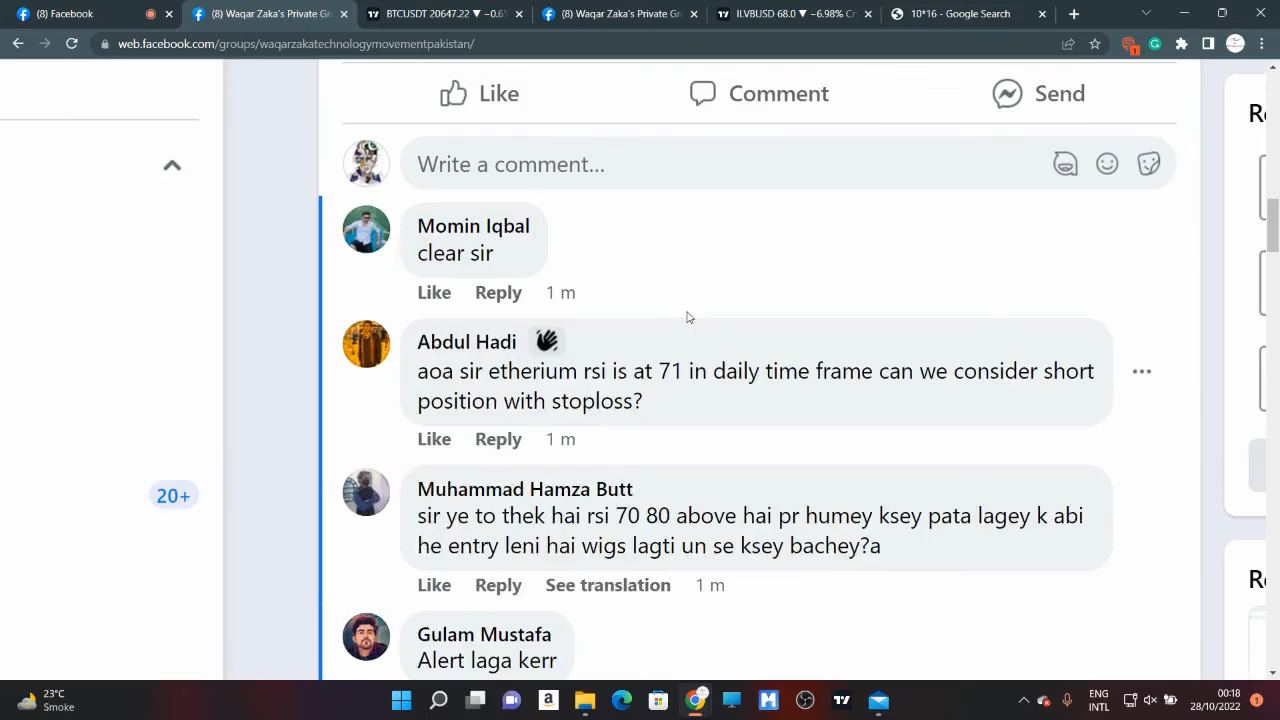 (8) Facebook
(8) Waqar Zaka's Private Gr
BTCUSDT 20647.22 ▼ −0.6
(8) Waqar Zaka's Private Gr
ILVBUSD 68.0 ▼ −6.98% C
10*16 - Google Search
web.facebook.com/groups/waqarzakatechnologymovementpakistan/
1
Like
Comment
Send
Write a comment…
Momin Iqbal
clear sir
Like Reply 1 m
Abdul Hadi
aoa sir etherium rsi is at 71 in daily time frame can we consider short
position with stoploss?
Like Reply 1 m
20+
Muhammad Hamza Butt
sir ye to thek hai rsi 70 80 above hai pr humey ksey pata lagey k abi
he entry leni hai wigs lagti un se ksey bachey?a
Like Reply See translation 1 m
Gulam Mustafa
Alert laga kerr
23°C
Smoke
ENG
INTL
00:18
28/10/2022
1